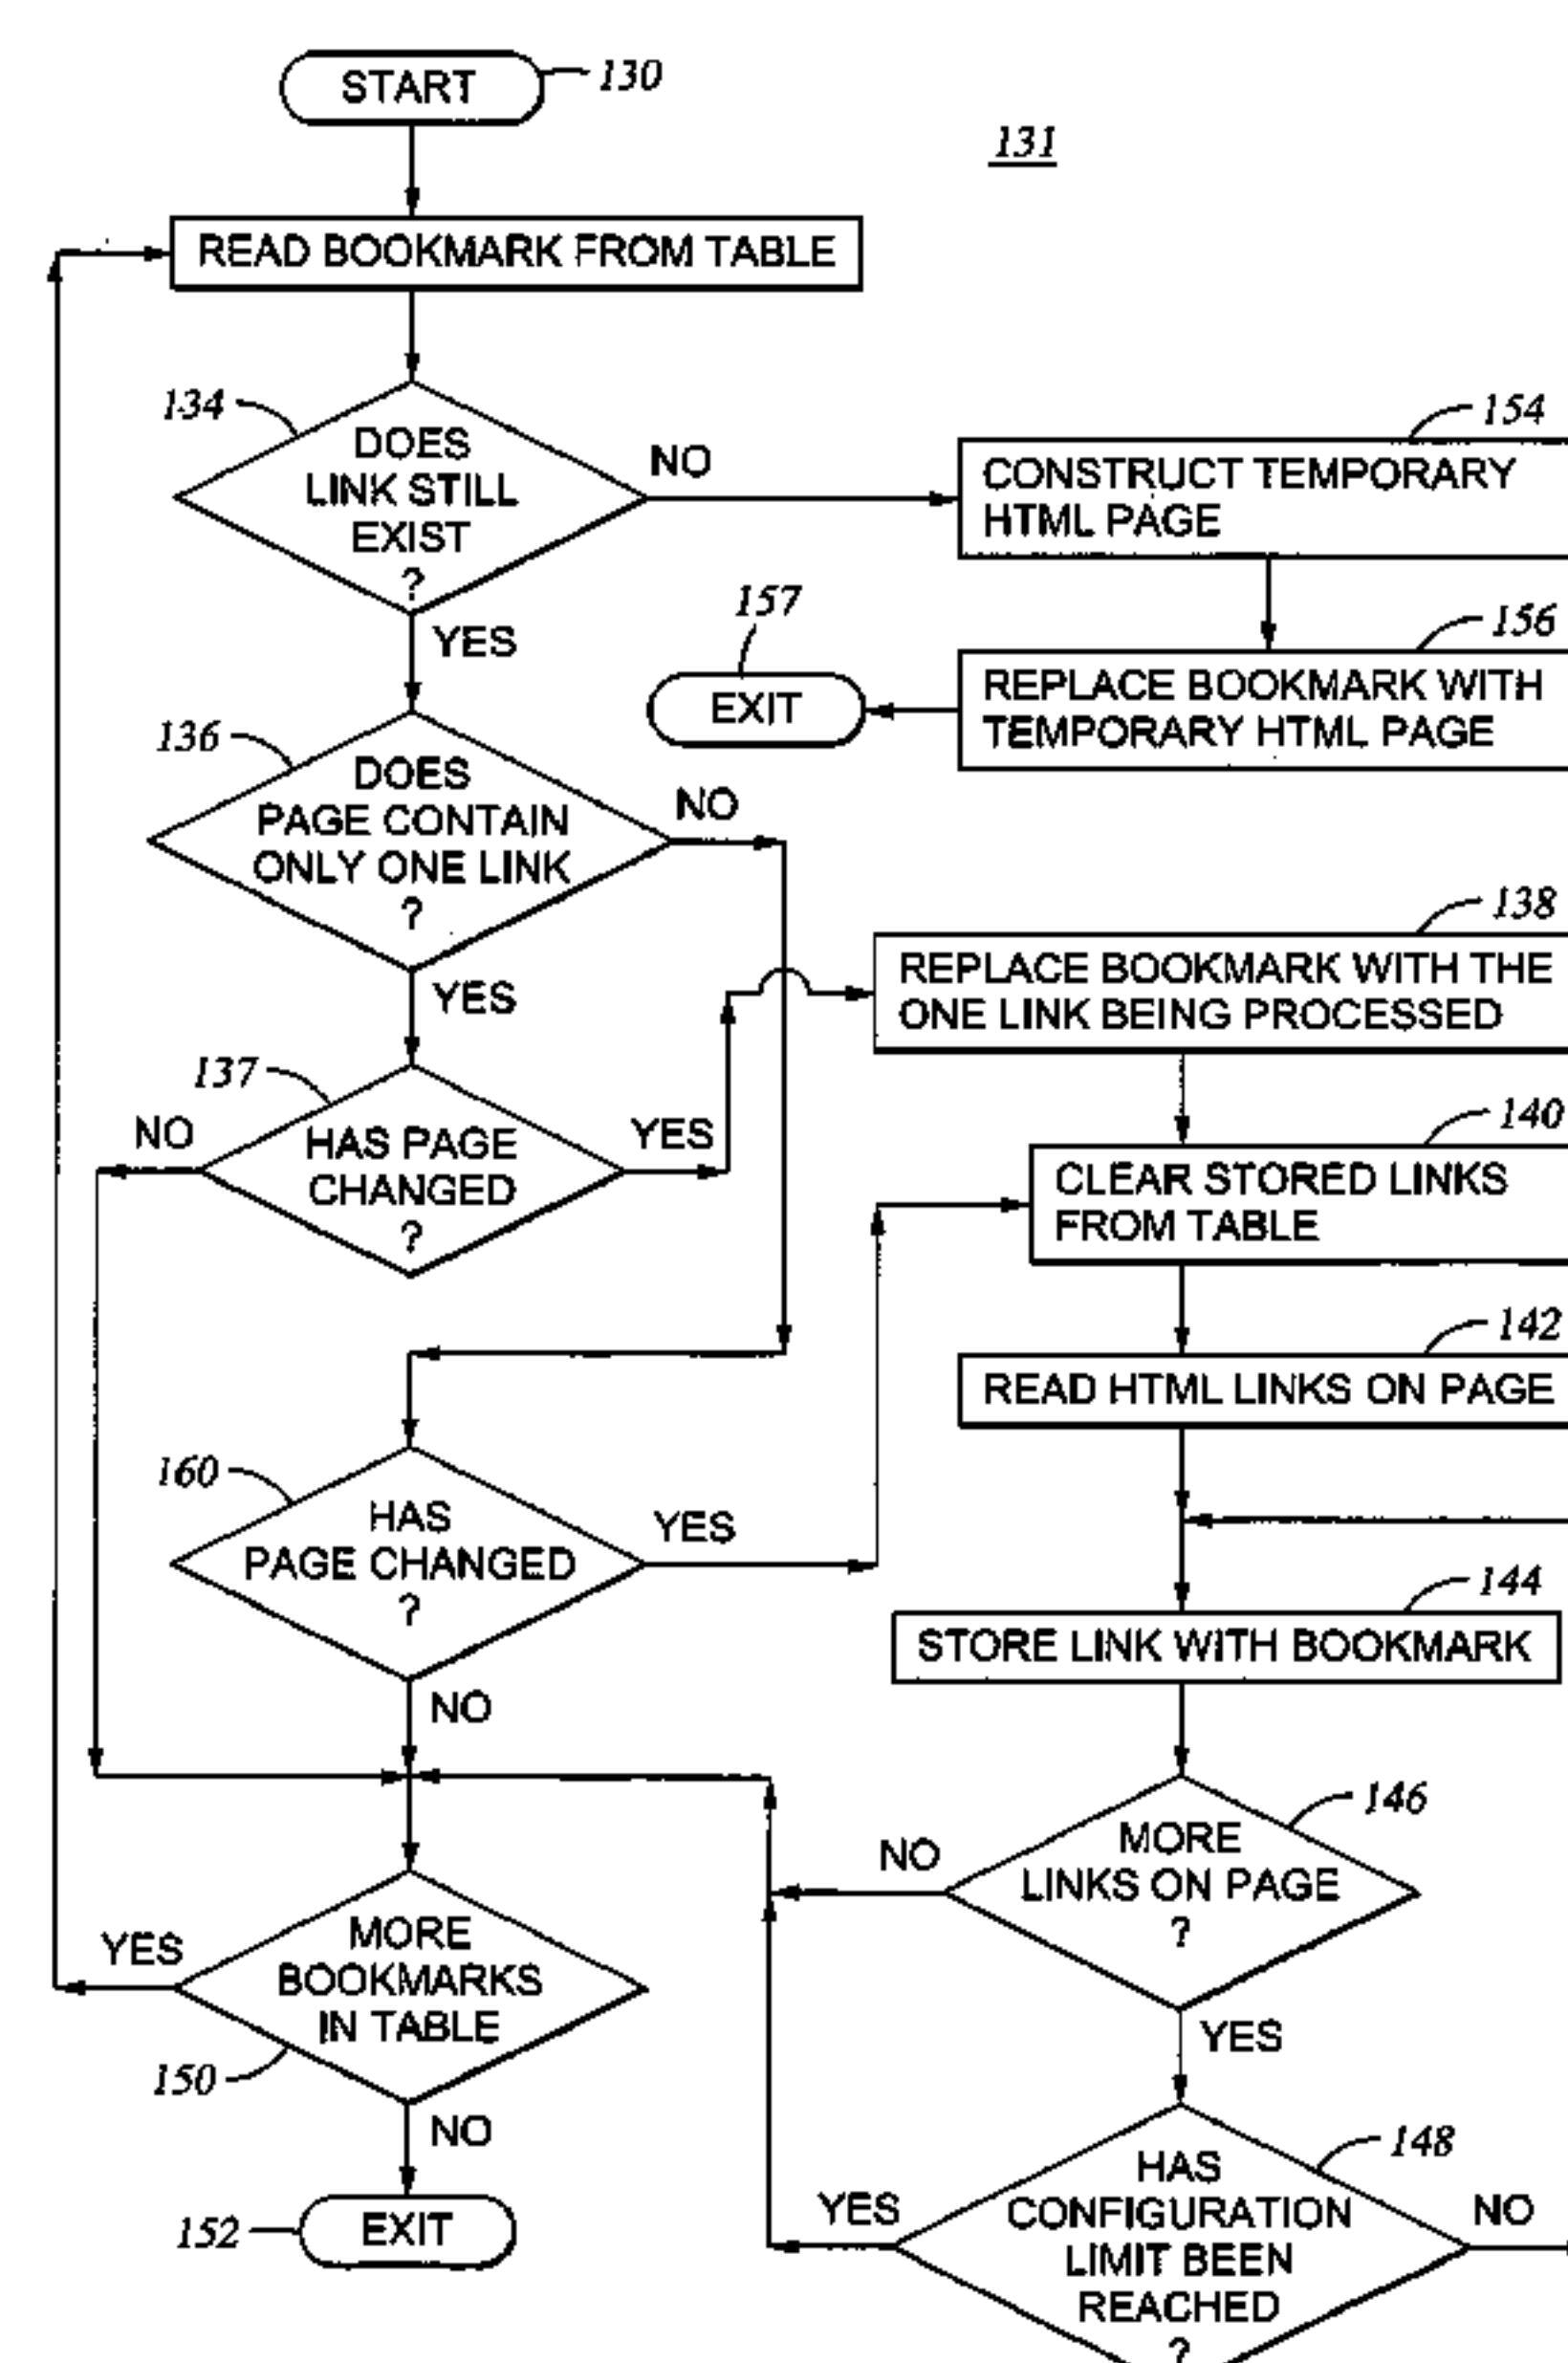 START
130
131
READ BOOKMARK FROM TABLE
134
DOES
LINK STILL
EXIST
?
NO
YES
154
CONSTRUCT TEMPORARY
HTML PAGE
156
REPLACE BOOKMARK WITH
TEMPORARY HTML PAGE
157
EXIT
136
DOES
PAGE CONTAIN
ONLY ONE LINK
?
NO
YES
138
REPLACE BOOKMARK WITH THE
ONE LINK BEING PROCESSED
137
NO
HAS PAGE
CHANGED
?
YES
140
CLEAR STORED LINKS
FROM TABLE
142
READ HTML LINKS ON PAGE
160
HAS
PAGE CHANGED
?
YES
NO
144
STORE LINK WITH BOOKMARK
146
MORE
LINKS ON PAGE
?
NO
YES
YES
MORE
BOOKMARKS
IN TABLE
150
NO
152
EXIT
148
HAS
CONFIGURATION
LIMIT BEEN
REACHED
?
YES
NO